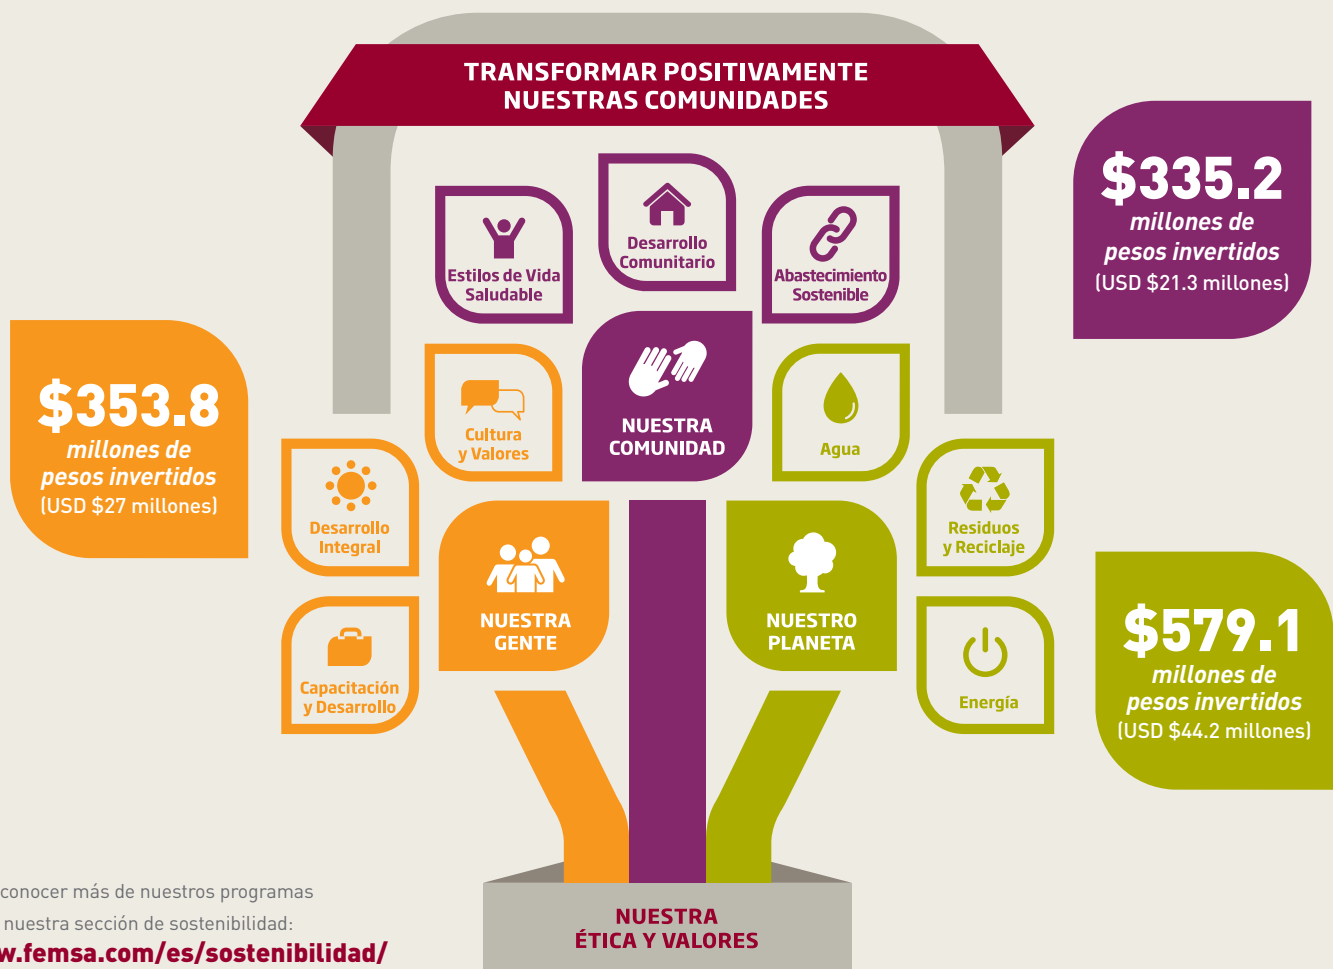 TRANSFORMAR POSITIVAMENTE
NUESTRAS COMUNIDADES
$335.2
millones de
pesos invertidos
(USD $21.3 millones)
Desarrollo
Comunitario
Estilos de Vida
Saludable
Abastecimiento
Sostenible
$353.8
millones de
pesos invertidos
(USD $27 millones)
Cultura
y Valores
NUESTRA
COMUNIDAD
Agua
Desarrollo
Integral
Residuos
y Reciclaje
NUESTRA
GENTE
NUESTRO
PLANETA
$579.1
millones de
pesos invertidos
(USD $44.2 millones)
Capacitación
y Desarrollo
Energía
conocer más de nuestros programas
nuestra sección de sostenibilidad:
w.femsa.com/es/sostenibilidad/
NUESTRA
ÉTICA Y VALORES